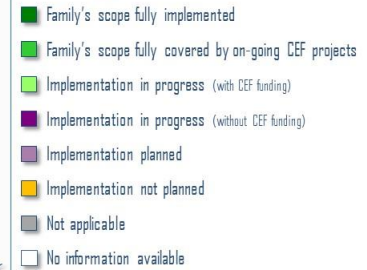 Family's scope fully implemented
Family's scope fully covered by on-going CEF projects
Implementation in progress (with CEF funding)
Implementation in progress (without CEF funding)
Implementation planned
Implementation not planned
Not applicable
No information available